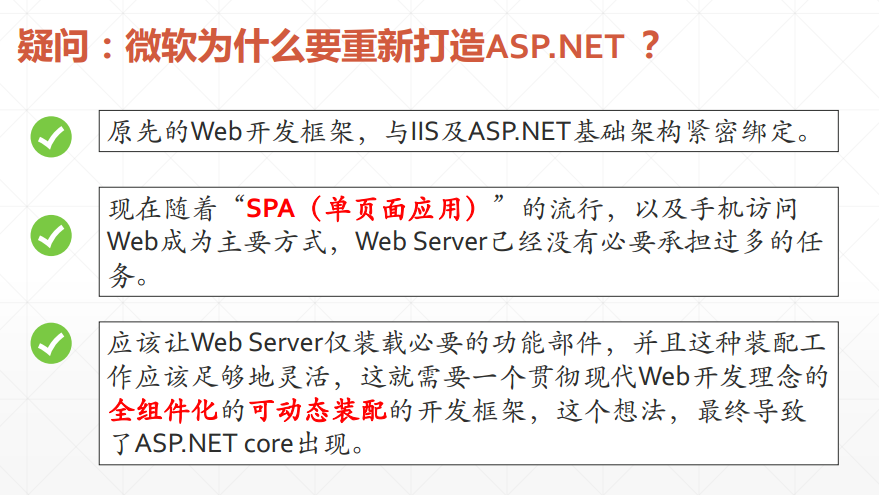 疑问：微软为什么要重新打造ASP.NET ？
原先的Web开发框架，与IIS及ASP.NET基础架构紧密绑定。
现在随着“SPA（单页面应用）”的流行，以及手机访问
Web成为主要方式，Web Server已经没有必要承担过多的任
务。
应该让Web Server仅装载必要的功能部件，并且这种装配工
作应该足够地灵活，这就需要一个贯彻现代Web开发理念的
全组件化的可动态装配的开发框架，这个想法，最终导致
了ASP.NET core出现。